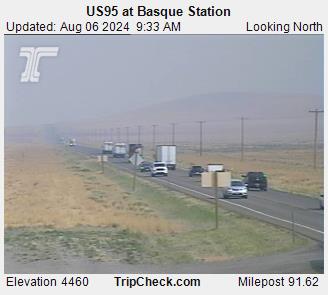 US95 at Basque Station
Updated: Aug 06 2024 9:33 AM Looking North
Elevation 4460 TripCheck.com Milepost 91.62